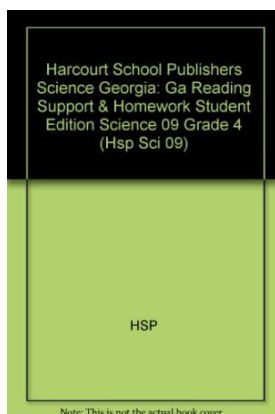 Harcourt School Publishers
Science Georgia: Ga Reading
Support & Homework Student
Edition Science 09 Grade 4
(Hsp Sci 09)
HSP
Note: This is not the actual book cover